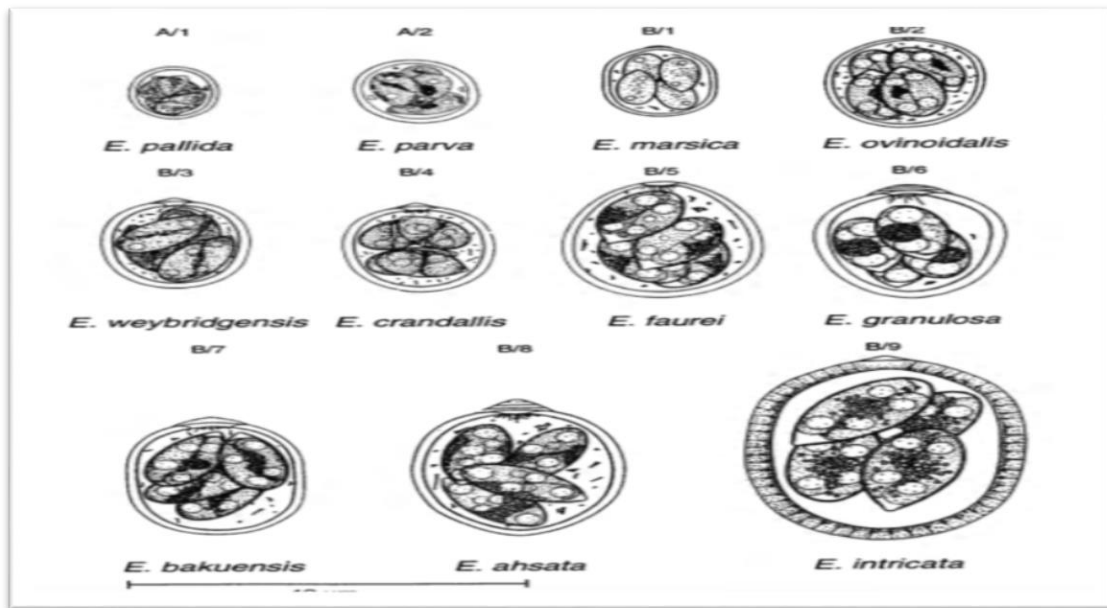 A/1 A/2 B/1 B/2
E. pallida E. parva E. marsica E. ovinoidalis
B/3 B/4 B/5 B/6
E. weybridgensis E. crandallis E. faurei E. granulosa
B/7 B/8 B/9
E. bakuensis E. ahsata E. intricata